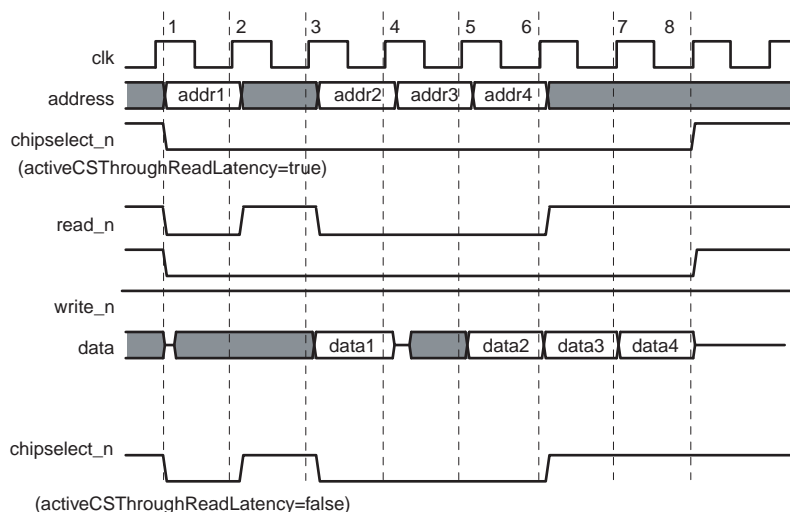 1 2 3 4 5 6 7 8
clk
address addr1 addr2 addr3 addr4
chipselect_n
(activeCSThroughReadLatency=true)
read_n
write_n
data data1 data2 data3 data4
chipselect_n
(activeCSThroughReadLatency=false)